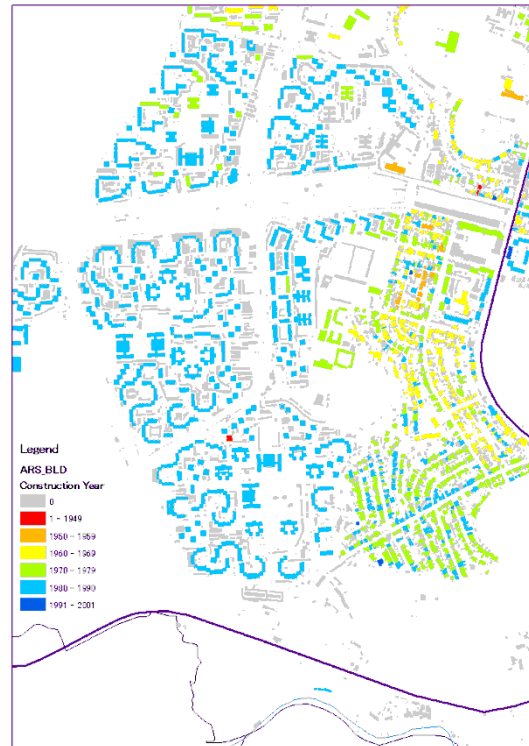 Legend
ARS_BLD
Construction Year
0
1 - 1949
1950 - 1959
1960 - 1969
1970 - 1979
1980 - 1990
1991 - 2001